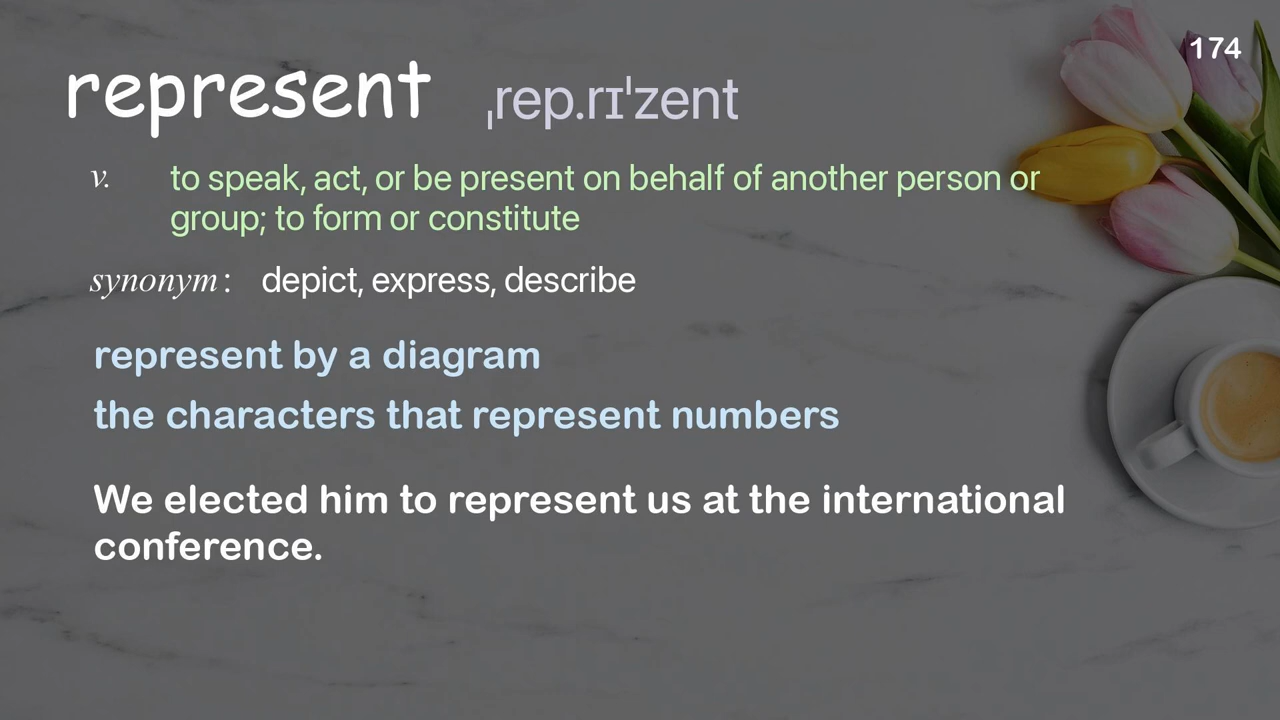 174
represent ˌrep.rɪˈzent
v. to speak, act, or be present on behalf of another person or
group; to form or constitute
synonym: depict, express, describe
represent by a diagram
the characters that represent numbers
We elected him to represent us at the international
conference.